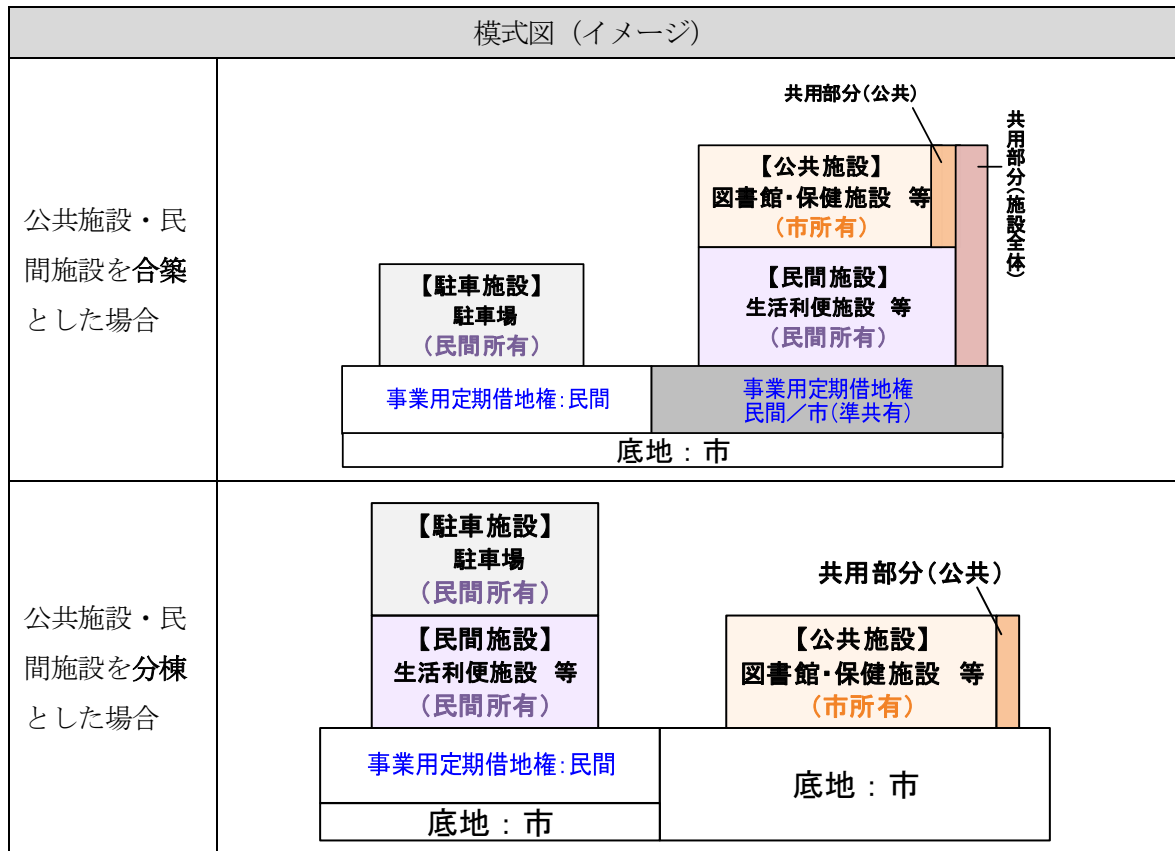 模式図(イメージ)
公共施設・民
間施設を合築
とした場合
共用部分(公共)
共用部分(施設全体)
【公共施設】
図書館・保健施設 等
(市所有)
【駐車施設】
駐車場
(民間所有)
【民間施設】
生活利便施設 等
(民間所有)
事業用定期借地権:民間
事業用定期借地権
民間/市(準共有)
底地:市
公共施設・民
間施設を分棟
とした場合
【駐車施設】
駐車場
(民間所有)
【民間施設】
生活利便施設 等
(民間所有)
共用部分(公共)
【公共施設】
図書館・保健施設 等
(市所有)
事業用定期借地権:民間
底地:市
底地:市